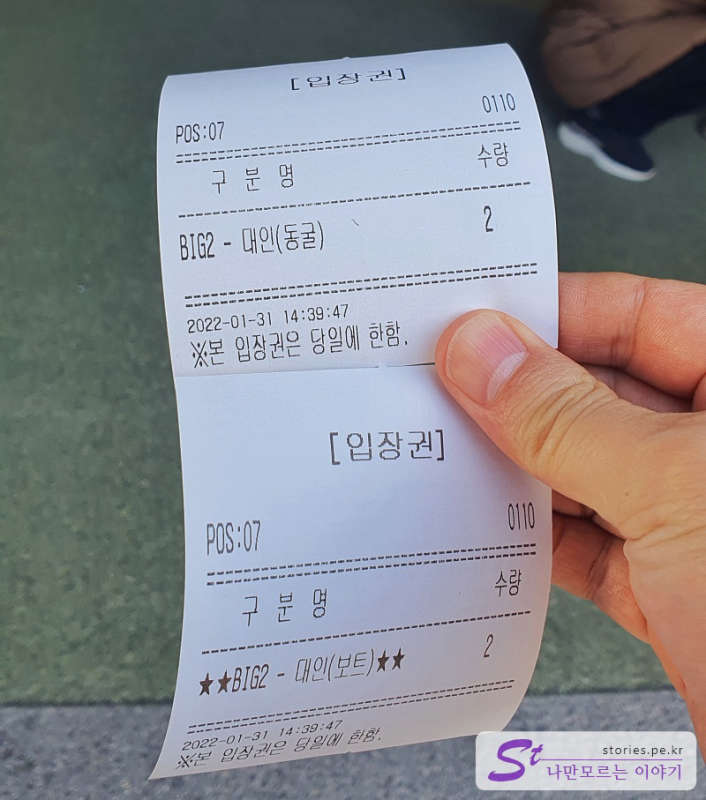 [입장권]
POS:07 0110
구 분 명 수량
BIG2 - 대인(동굴) 2
2022-01-31 14:39:47
※본 입장권은 당일에 한함.
[입장권]
POS:07 0110
구 분 명 수량
★★BIG2 - 대인(보트)★★ 2
2022-01-31 14:39:47
※본 입장권은 당일에 한함.
St stories.pe.kr
나만모르는 이야기